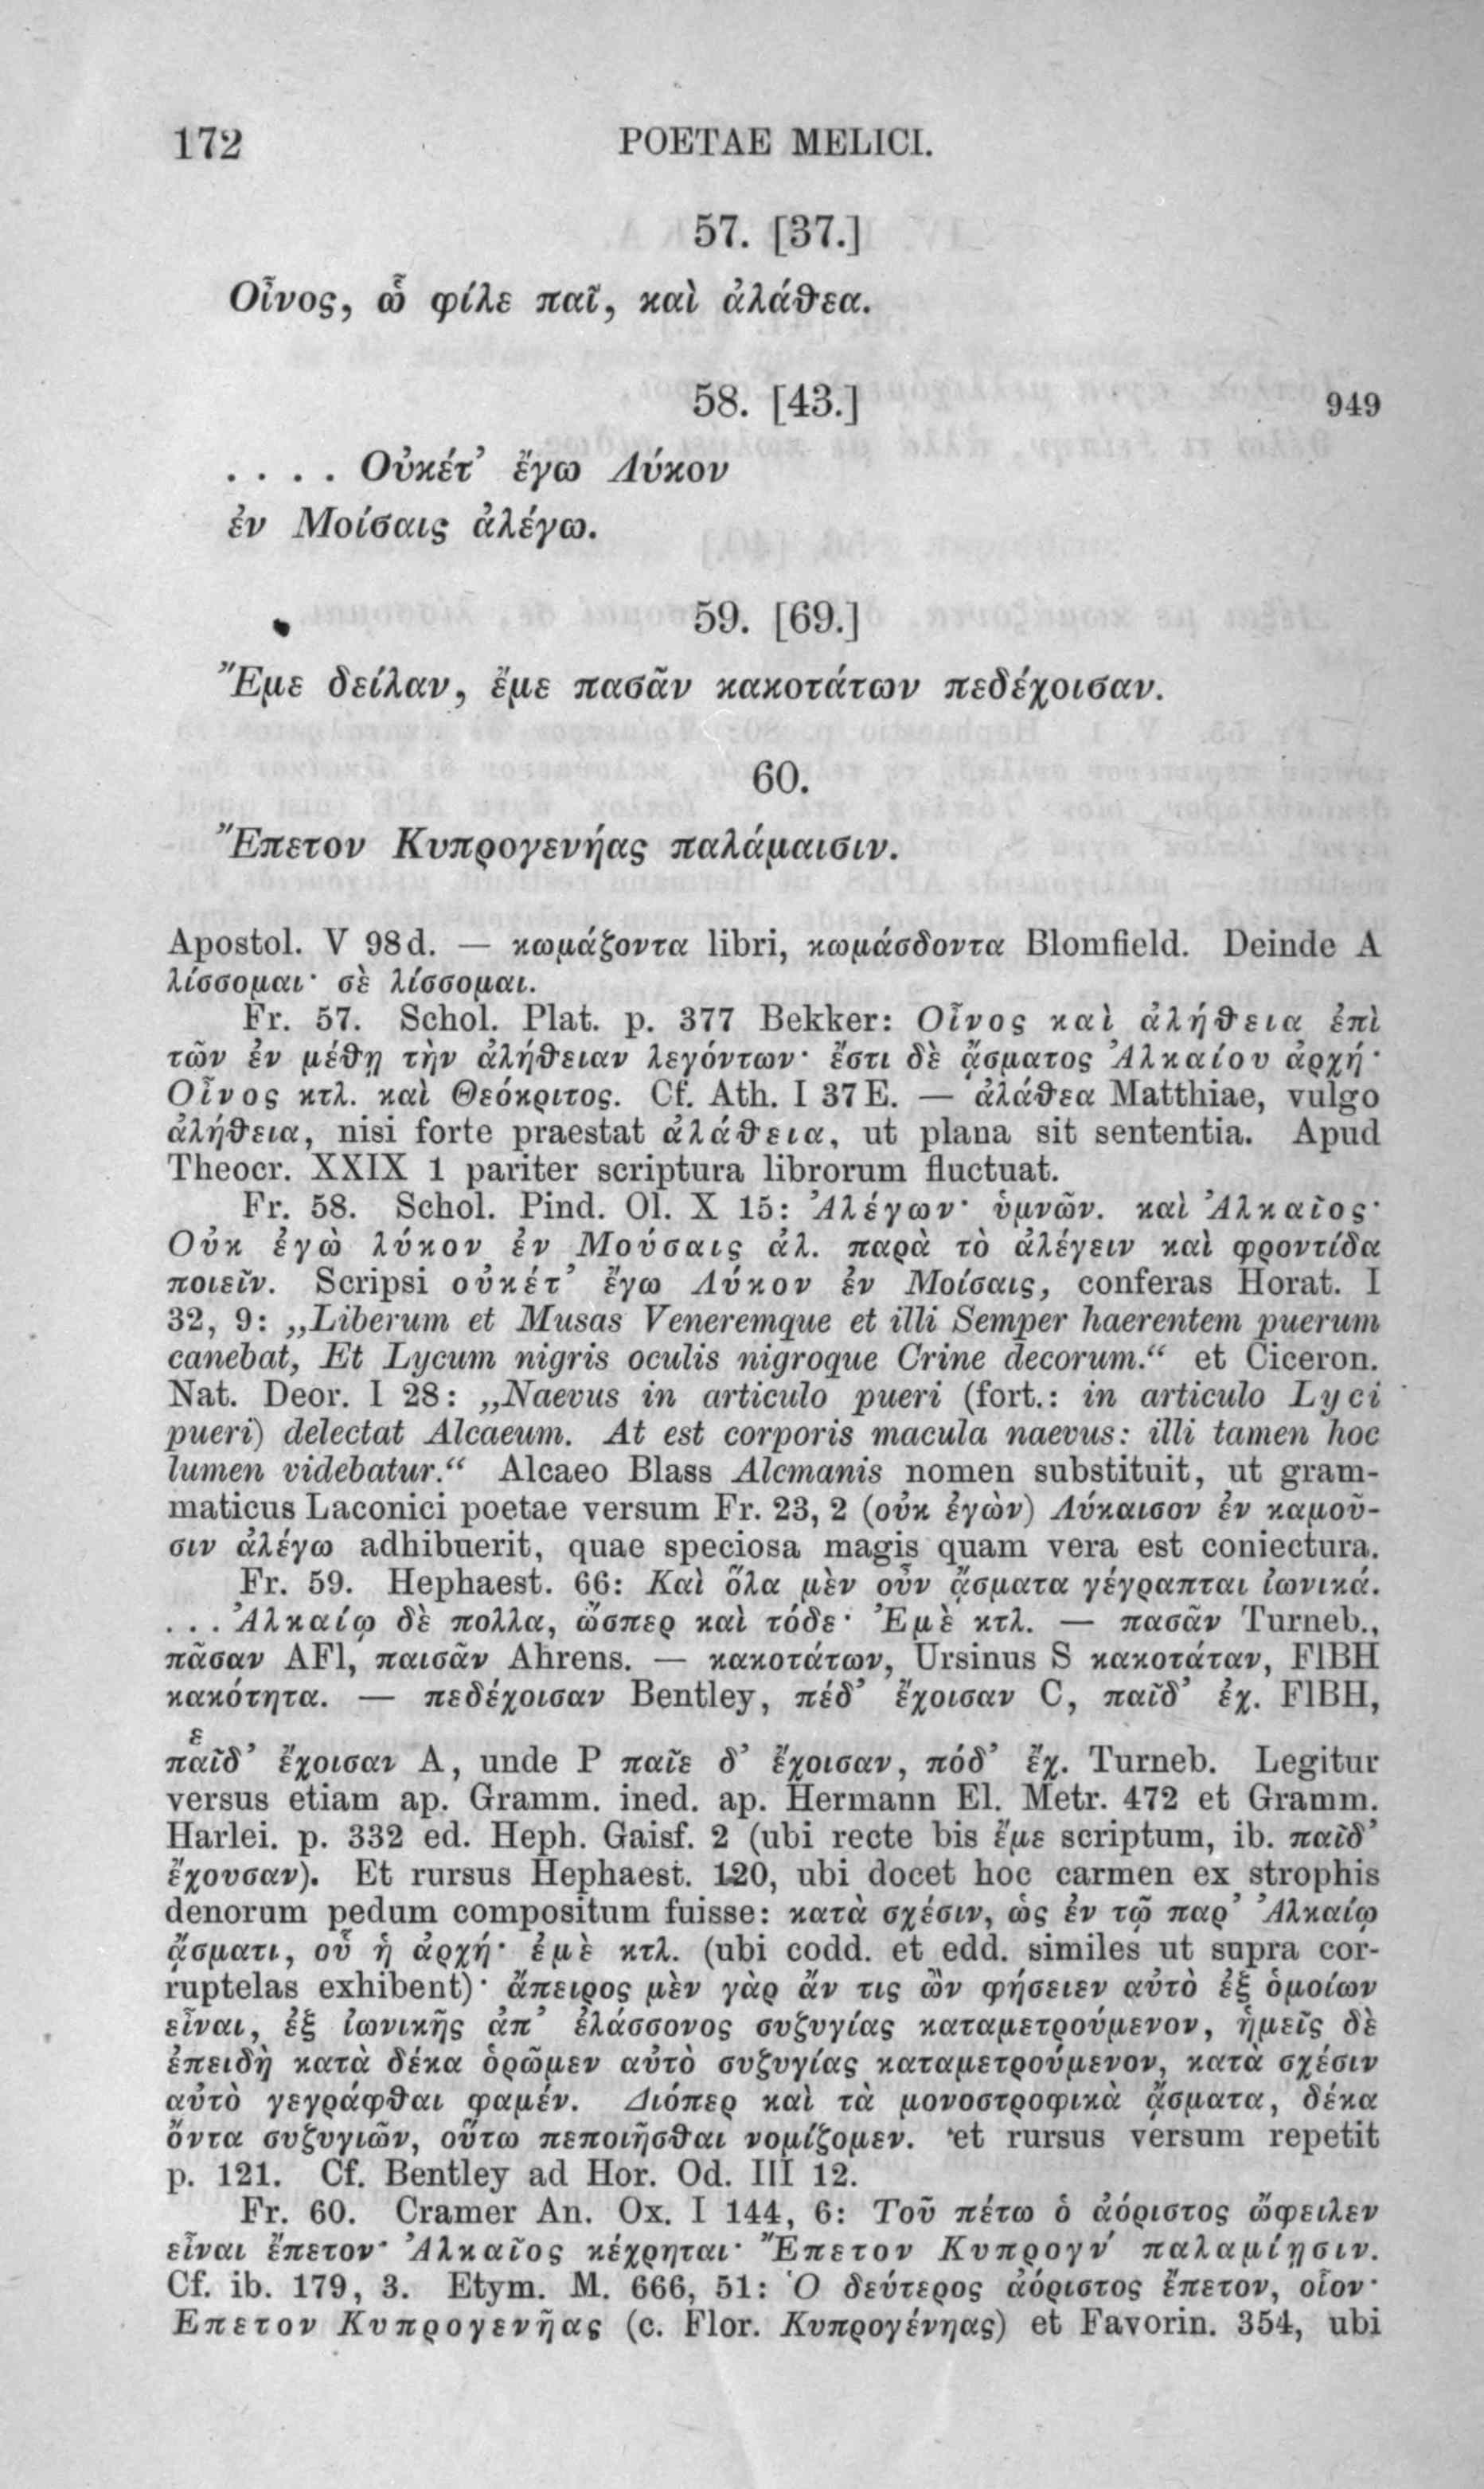 172 POETAE MELICI.
57. [37.]
Οἶνος, ὦ φίλε παῖ, καὶ ἀλάθεα.
58. [43.] 949
. . . . Οὐκέτ’ ἔγω Λύκον
ἐν Μοίσαις ἀλέγω.
59. [69.]
Ἔμε δείλαν, ἔμε πασᾶν κακοτάτων πεδέχοισαν.
60.
Ἔπετον Κυπρογενήας παλάμαισιν.
Apostol. V 98d. — κωμάζοντα libri, κωμάσδοντα Blomfield. Deinde A
λίσσομαι· σὲ λίσσομαι.
Fr. 57. Schol. Plat. p. 377 Bekker: Οἶνος καὶ ἀλήθεια ἐπὶ
τῶν ἐν μέθῃ τὴν ἀλήθειαν λεγόντων· ἔστι δὲ ᾄσματος Ἀλκαίου ἀρχή·
Οἶνος κτλ. καὶ Θεόκριτος. Cf. Ath. I 37 E. — ἀλάθεα Matthiae, vulgo
ἀλήθεια, nisi forte praestat ἀλάθεια, ut plana sit sententia. Apud
Theocr. XXIX 1 pariter scriptura librorum fluctuat.
Fr. 58. Schol. Pind. Ol. X 15: Ἀλέγων· ὑμνῶν. καὶ Ἀλκαῖος·
Οὐκ ἐγὼ λύκον ἐν Μούσαις ἀλ. παρὰ τὸ ἀλέγειν καὶ φροντίδα
ποιεῖν. Scripsi οὐκέτ’ ἔγω Λύκον ἐν Μοίσαις, conferas Horat. I
32, 9: „Liberum et Musas Veneremque et illi Semper haerentem puerum
canebat, Et Lycum nigris oculis nigroque Crine decorum.“ et Ciceron.
Nat. Deor. I 28: „Naevus in articulo pueri (fort.: in articulo Lyci
pueri) delectat Alcaeum. At est corporis macula naevus: illi tamen hoc
lumen videbatur.“ Alcaeo Blass Alcmanis nomen substituit, ut gram-
maticus Laconici poetae versum Fr. 23, 2 (οὐκ ἐγὼν) Λύκαισον ἐν καμοῦ-
σιν ἀλέγω adhibuerit, quae speciosa magis quam vera est coniectura.
Fr. 59. Hephaest. 66: Καὶ ὅλα μὲν οὖν ᾄσματα γέγραπται ἰωνικά.
. . . Ἀλκαίῳ δὲ πολλα, ὥσπερ καὶ τόδε· Ἐμὲ κτλ. — πασᾶν Turneb.,
πᾶσαν AFl, παισᾶν Ahrens. — κακοτάτων, Ursinus S κακοτάταν, FlBH
κακότητα. — πεδέχοισαν Bentley, πέδ’ ἔχοισαν C, παῖδ’ ἐχ. FlBH,
ε
παῖδ’ ἔχοισαν A, unde P παῖε δ’ ἔχοισαν, πόδ’ ἔχ. Turneb. Legitur
versus etiam ap. Gramm. ined. ap. Hermann El. Metr. 472 et Gramm.
Harlei. p. 332 ed. Heph. Gaisf. 2 (ubi recte bis ἔμε scriptum, ib. παῖδ’
ἔχουσαν). Et rursus Hephaest. 120, ubi docet hoc carmen ex strophis
denorum pedum compositum fuisse: κατὰ σχέσιν, ὡς ἐν τῷ παρ’ Ἀλκαίῳ
ᾄσματι, οὗ ἡ ἀρχή· ἐμὲ κτλ. (ubi codd. et edd. similes ut supra cor-
ruptelas exhibent)· ἄπειρος μὲν γὰρ ἄν τις ὢν φήσειεν αὐτὸ ἐξ ὁμοίων
εἶναι, ἐξ ἰωνικῆς ἀπ’ ἐλάσσονος συζυγίας καταμετρούμενον, ἡμεῖς δὲ
ἐπειδὴ κατὰ δέκα ὁρῶμεν αὐτὸ συζυγίας καταμετρούμενον, κατὰ σχέσιν
αὐτὸ γεγράφθαι φαμέν. Διόπερ καὶ τὰ μονοστροφικὰ ᾄσματα, δέκα
ὄντα συζυγιῶν, οὕτω πεποιῆσθαι νομίζομεν. et rursus versum repetit
p. 121. Cf. Bentley ad Hor. Od. III 12.
Fr. 60. Cramer An. Ox. I 144, 6: Τοῦ πέτω ὁ ἀόριστος ὤφειλεν
εἶναι ἔπετον· Ἀλκαῖος κέχρηται· Ἔπετον Κυπρογν́ παλαμίῃσιν.
Cf. ib. 179, 3. Etym. M. 666, 51: Ὁ δεύτερος ἀόριστος ἔπετον, οἷον·
Επετον Κυπρογενῆας (c. Flor. Κυπρογένηας) et Favorin. 354, ubi